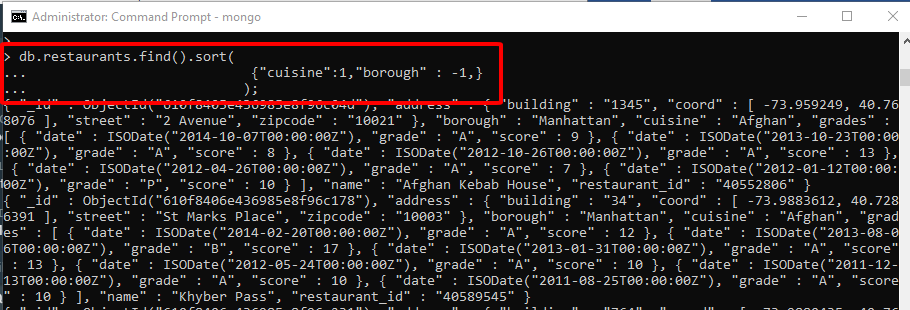 Administrator: Command Prompt - mongo
>
> db.restaurants.find().sort(
... {"cuisine":1,"borough" : -1,}
... );
{ "_id" : ObjectId("610f8405e436985e8f96c04d"), "address" : { "building" : "1345", "coord" : [ -73.959249, 40.76
8076 ], "street" : "2 Avenue", "zipcode" : "10021" }, "borough" : "Manhattan", "cuisine" : "Afghan", "grades" :
[ { "date" : ISODate("2014-10-07T00:00:00Z"), "grade" : "A", "score" : 9 }, { "date" : ISODate("2013-10-23T00:00
:00Z"), "grade" : "A", "score" : 8 }, { "date" : ISODate("2012-10-26T00:00:00Z"), "grade" : "A", "score" : 13 },
{ "date" : ISODate("2012-04-26T00:00:00Z"), "grade" : "A", "score" : 7 }, { "date" : ISODate("2012-01-12T00:00:
00Z"), "grade" : "P", "score" : 10 } ], "name" : "Afghan Kebab House", "restaurant_id" : "40552806" }
{ "_id" : ObjectId("610f8406e436985e8f96c178"), "address" : { "building" : "34", "coord" : [ -73.9883612, 40.728
6391 ], "street" : "St Marks Place", "zipcode" : "10003" }, "borough" : "Manhattan", "cuisine" : "Afghan", "grad
es" : [ { "date" : ISODate("2014-02-20T00:00:00Z"), "grade" : "A", "score" : 12 }, { "date" : ISODate("2013-08-0
6T00:00:00Z"), "grade" : "B", "score" : 17 }, { "date" : ISODate("2013-01-31T00:00:00Z"), "grade" : "A", "score"
: 13 }, { "date" : ISODate("2012-05-24T00:00:00Z"), "grade" : "A", "score" : 10 }, { "date" : ISODate("2011-12-
13T00:00:00Z"), "grade" : "A", "score" : 10 }, { "date" : ISODate("2011-08-25T00:00:00Z"), "grade" : "A", "score
" : 10 } ], "name" : "Khyber Pass", "restaurant_id" : "40589545" }